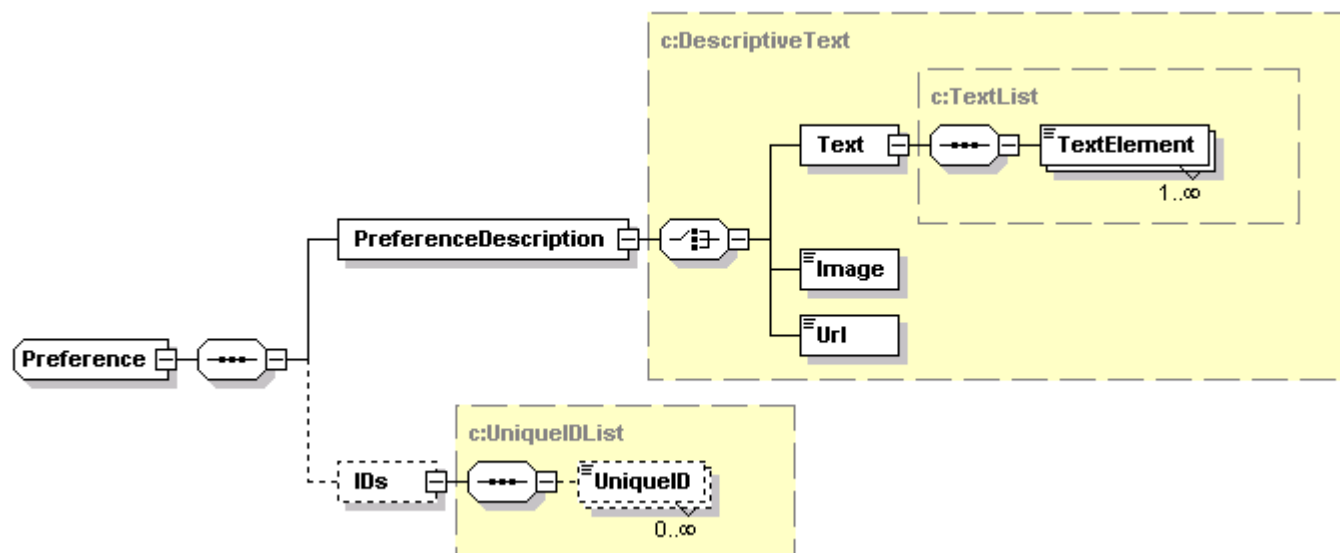 c:DescriptiveText
c:TextList
Text
TextElement
1..∞
PreferenceDescription
Image
Url
Preference
c:UniqueIDList
IDs
UniqueID
0..∞